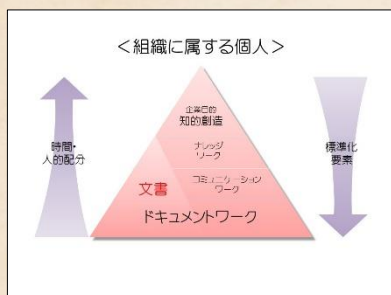 ＜組織に属する個人＞
企業目的
知的創造
時間・
人的配分
ナレッジ
ワーク
標準化
要素
文書
コミュニケーション
ワーク
ドキュメントワーク